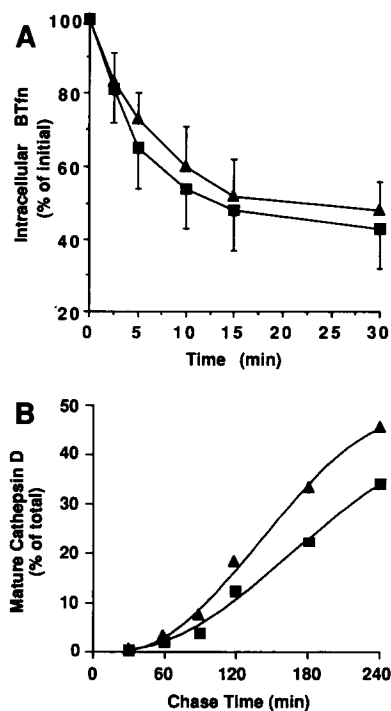 A
Intracellular BTfn
(% of initial)
100
80
60
40
20
0 5 10 15 20 25 30
Time (min)
B
Mature Cathepsin D
(% of total)
50
40
30
20
10
0
0 60 120 180 240
Chase Time (min)